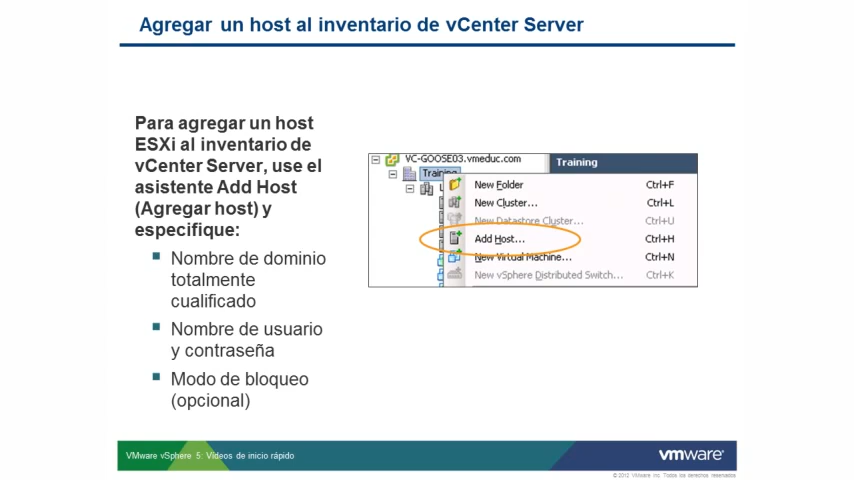 Agregar un host al inventario de vCenter Server
Para agregar un host
ESXi al inventario de
vCenter Server, use el
asistente Add Host
(Agregar host) y
especifique:
Nombre de dominio
totalmente
cualificado
Nombre de usuario
y contraseña
Modo de bloqueo
(opcional)
VC-GOOSE03.vmeduc.com
Training
Training
New Folder Ctrl+F
New Cluster... Ctrl+L
New Datastore Cluster... Ctrl+U
Add Host... Ctrl+H
New Virtual Machine... Ctrl+N
New vSphere Distributed Switch... Ctrl+K
VMware vSphere 5: Vídeos de inicio rápido
vmware
© 2012 VMware Inc. Todos los derechos reservados